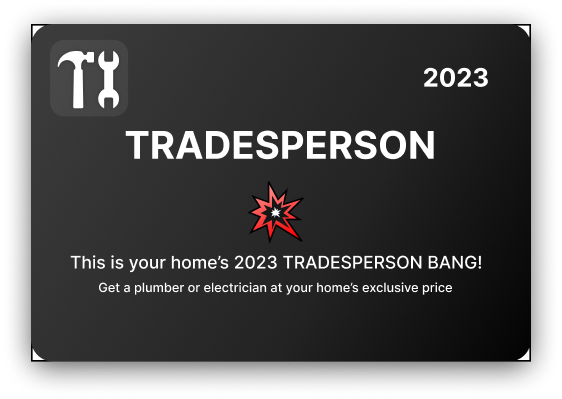 2023
TRADESPERSON
This is your home’s 2023 TRADESPERSON BANG!
Get a plumber or electrician at your home’s exclusive price